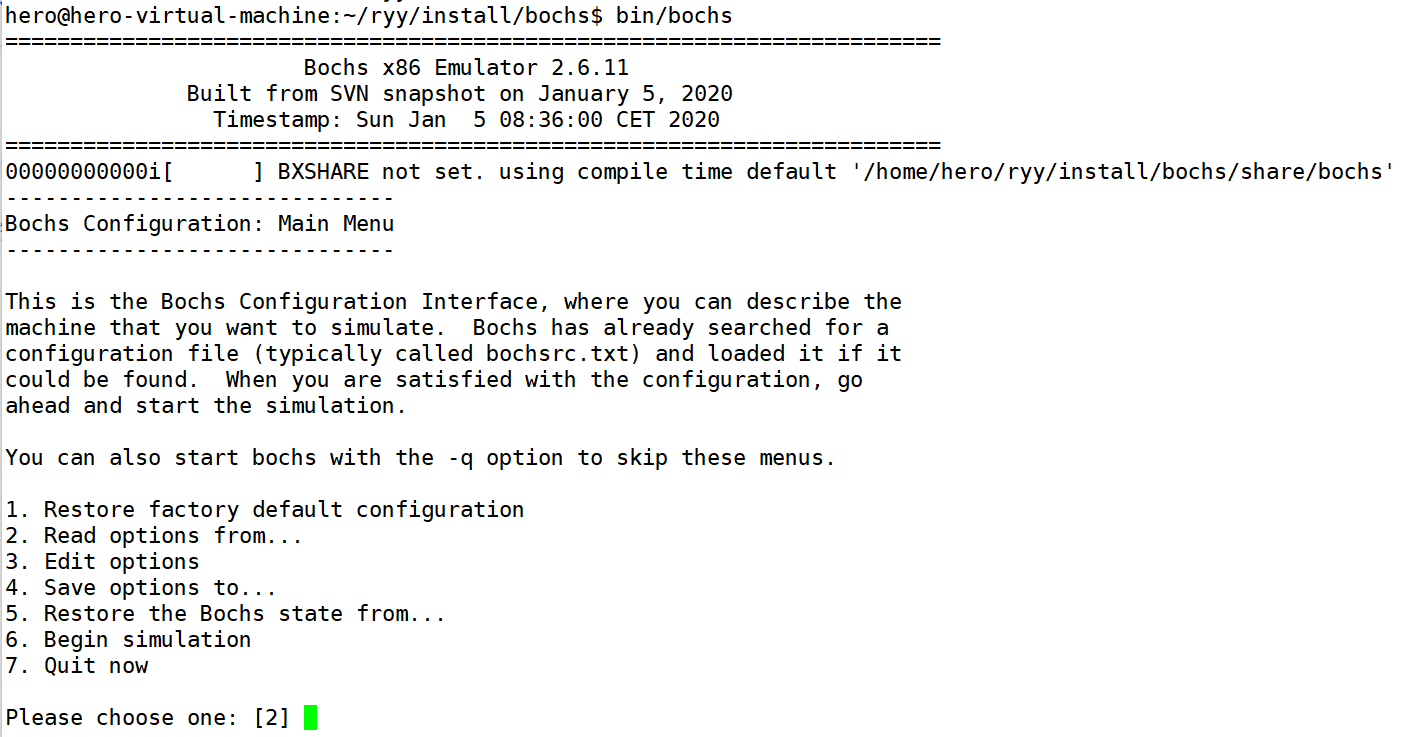 hero@hero-virtual-machine:~/ryy/install/bochs$ bin/bochs
========================================================================
                       Bochs x86 Emulator 2.6.11
              Built from SVN snapshot on January 5, 2020
                Timestamp: Sun Jan  5 08:36:00 CET 2020
========================================================================
00000000000i[      ] BXSHARE not set. using compile time default '/home/hero/ryy/install/bochs/share/bochs'
------------------------------
Bochs Configuration: Main Menu
------------------------------
This is the Bochs Configuration Interface, where you can describe the
machine that you want to simulate.  Bochs has already searched for a
configuration file (typically called bochsrc.txt) and loaded it if it
could be found.  When you are satisfied with the configuration, go
ahead and start the simulation.
You can also start bochs with the -q option to skip these menus.
1. Restore factory default configuration
2. Read options from...
3. Edit options
4. Save options to...
5. Restore the Bochs state from...
6. Begin simulation
7. Quit now
Please choose one: [2]